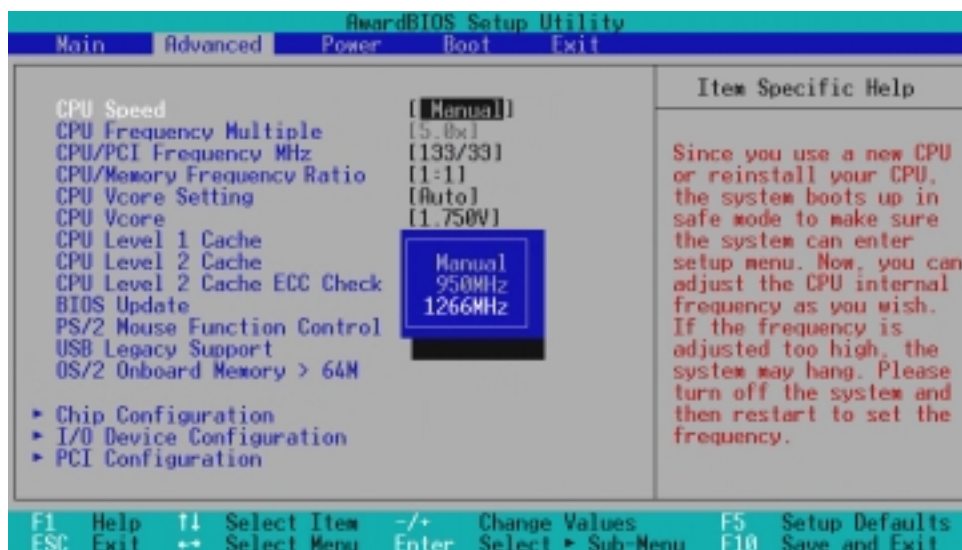 AwardBIOS Setup Utility
Main Advanced Power Boot Exit
CPU Speed [ Manual]
CPU Frequency Multiple [5.0x]
CPU/PCI Frequency MHz [133/33]
CPU/Memory Frequency Ratio [1:1]
CPU Vcore Setting [Auto]
CPU Vcore [1.750V]
CPU Level 1 Cache
CPU Level 2 Cache
CPU Level 2 Cache ECC Check
BIOS Update
PS/2 Mouse Function Control
USB Legacy Support
OS/2 Onboard Memory > 64M
Manual
950MHz
1266MHz
▸ Chip Configuration
▸ I/O Device Configuration
▸ PCI Configuration
Item Specific Help
Since you use a new CPU
or reinstall your CPU,
the system boots up in
safe mode to make sure
the system can enter
setup menu. Now, you can
adjust the CPU internal
frequency as you wish.
If the frequency is
adjusted too high, the
system may hang. Please
turn off the system and
then restart to set the
frequency.
F1 Help ↑↓ Select Item -/+ Change Values F5 Setup Defaults
ESC Exit ↔ Select Menu Enter Select ▸ Sub-Menu F10 Save and Exit